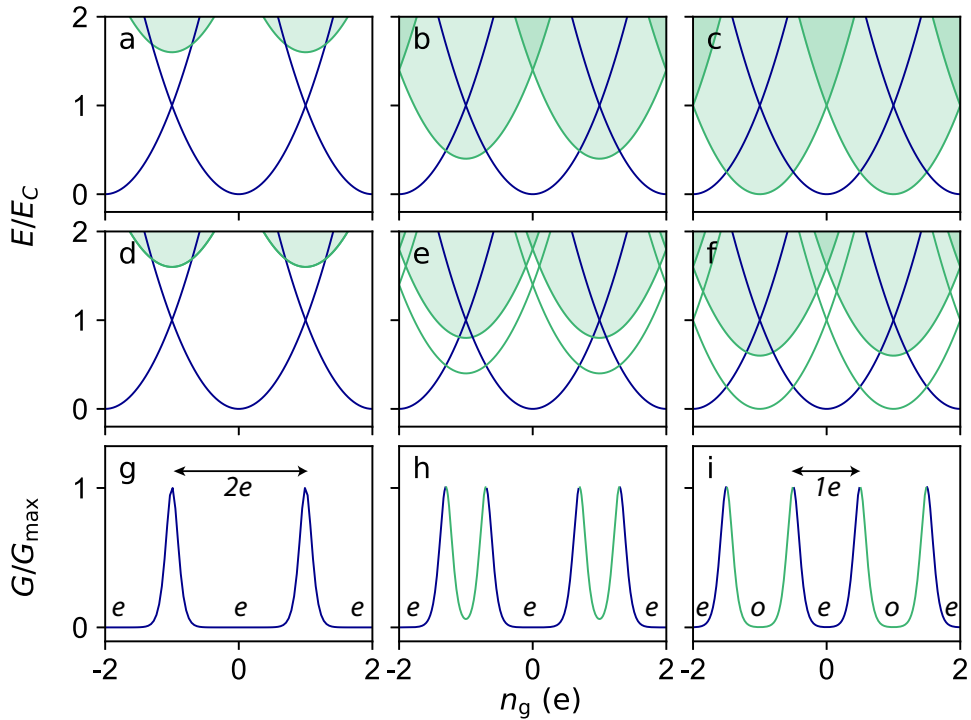 a b c
2
1
0
E/E_C
d e f
2
1
0
g h i
2e 1e
1
G/G_max
e e e e e e e o e o e
0
-2 0 2 -2 0 2 -2 0 2
n_g (e)